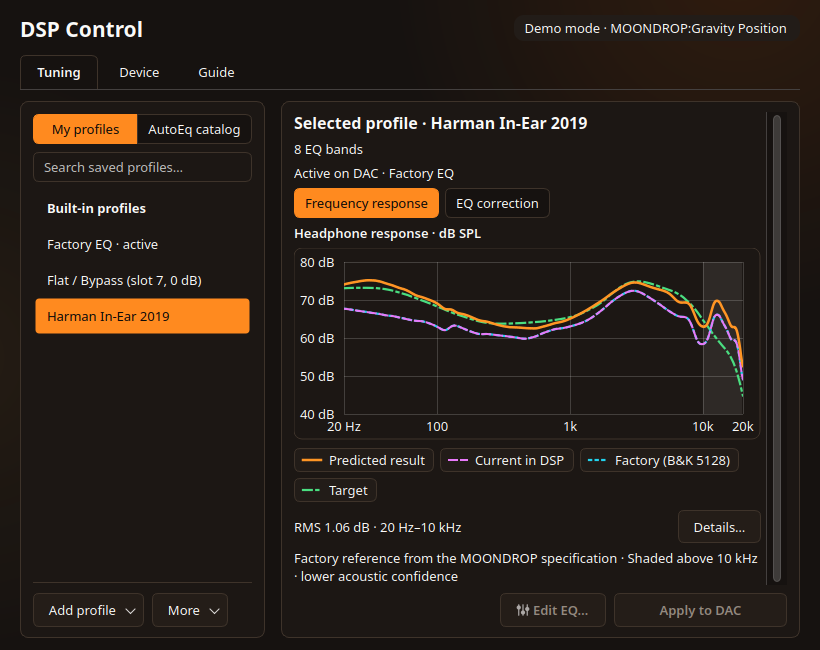 DSP Control
Demo mode · MOONDROP:Gravity Position
Tuning
Device
Guide
My profiles
AutoEq catalog
Search saved profiles...
Built-in profiles
Factory EQ · active
Flat / Bypass (slot 7, 0 dB)
Harman In-Ear 2019
Add profile
More
Selected profile · Harman In-Ear 2019
8 EQ bands
Active on DAC · Factory EQ
Frequency response
EQ correction
Headphone response · dB SPL
80 dB
70 dB
60 dB
50 dB
40 dB
20 Hz
100
1k
10k
20k
Predicted result
Current in DSP
Factory (B&K 5128)
Target
RMS 1.06 dB · 20 Hz–10 kHz
Details...
Factory reference from the MOONDROP specification · Shaded above 10 kHz
· lower acoustic confidence
Edit EQ...
Apply to DAC